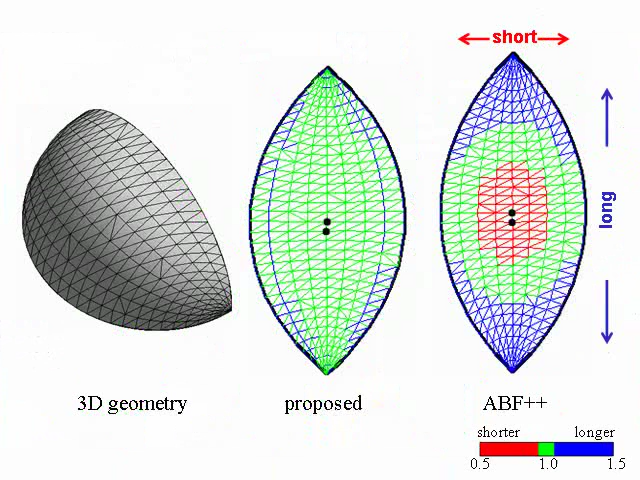 short
long
3D geometry
proposed
ABF++
shorter longer
0.5 1.0 1.5